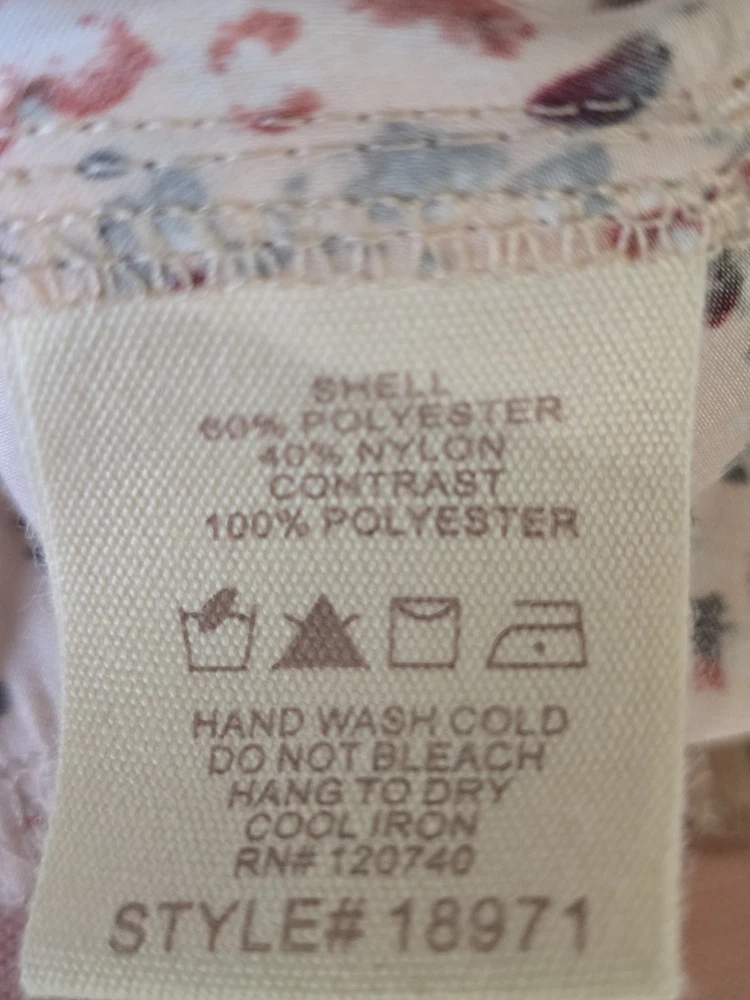 SHELL
60% POLYESTER
40% NYLON
CONTRAST
100% POLYESTER
HAND WASH COLD
DO NOT BLEACH
HANG TO DRY
COOL IRON
RN# 120740
STYLE# 18971